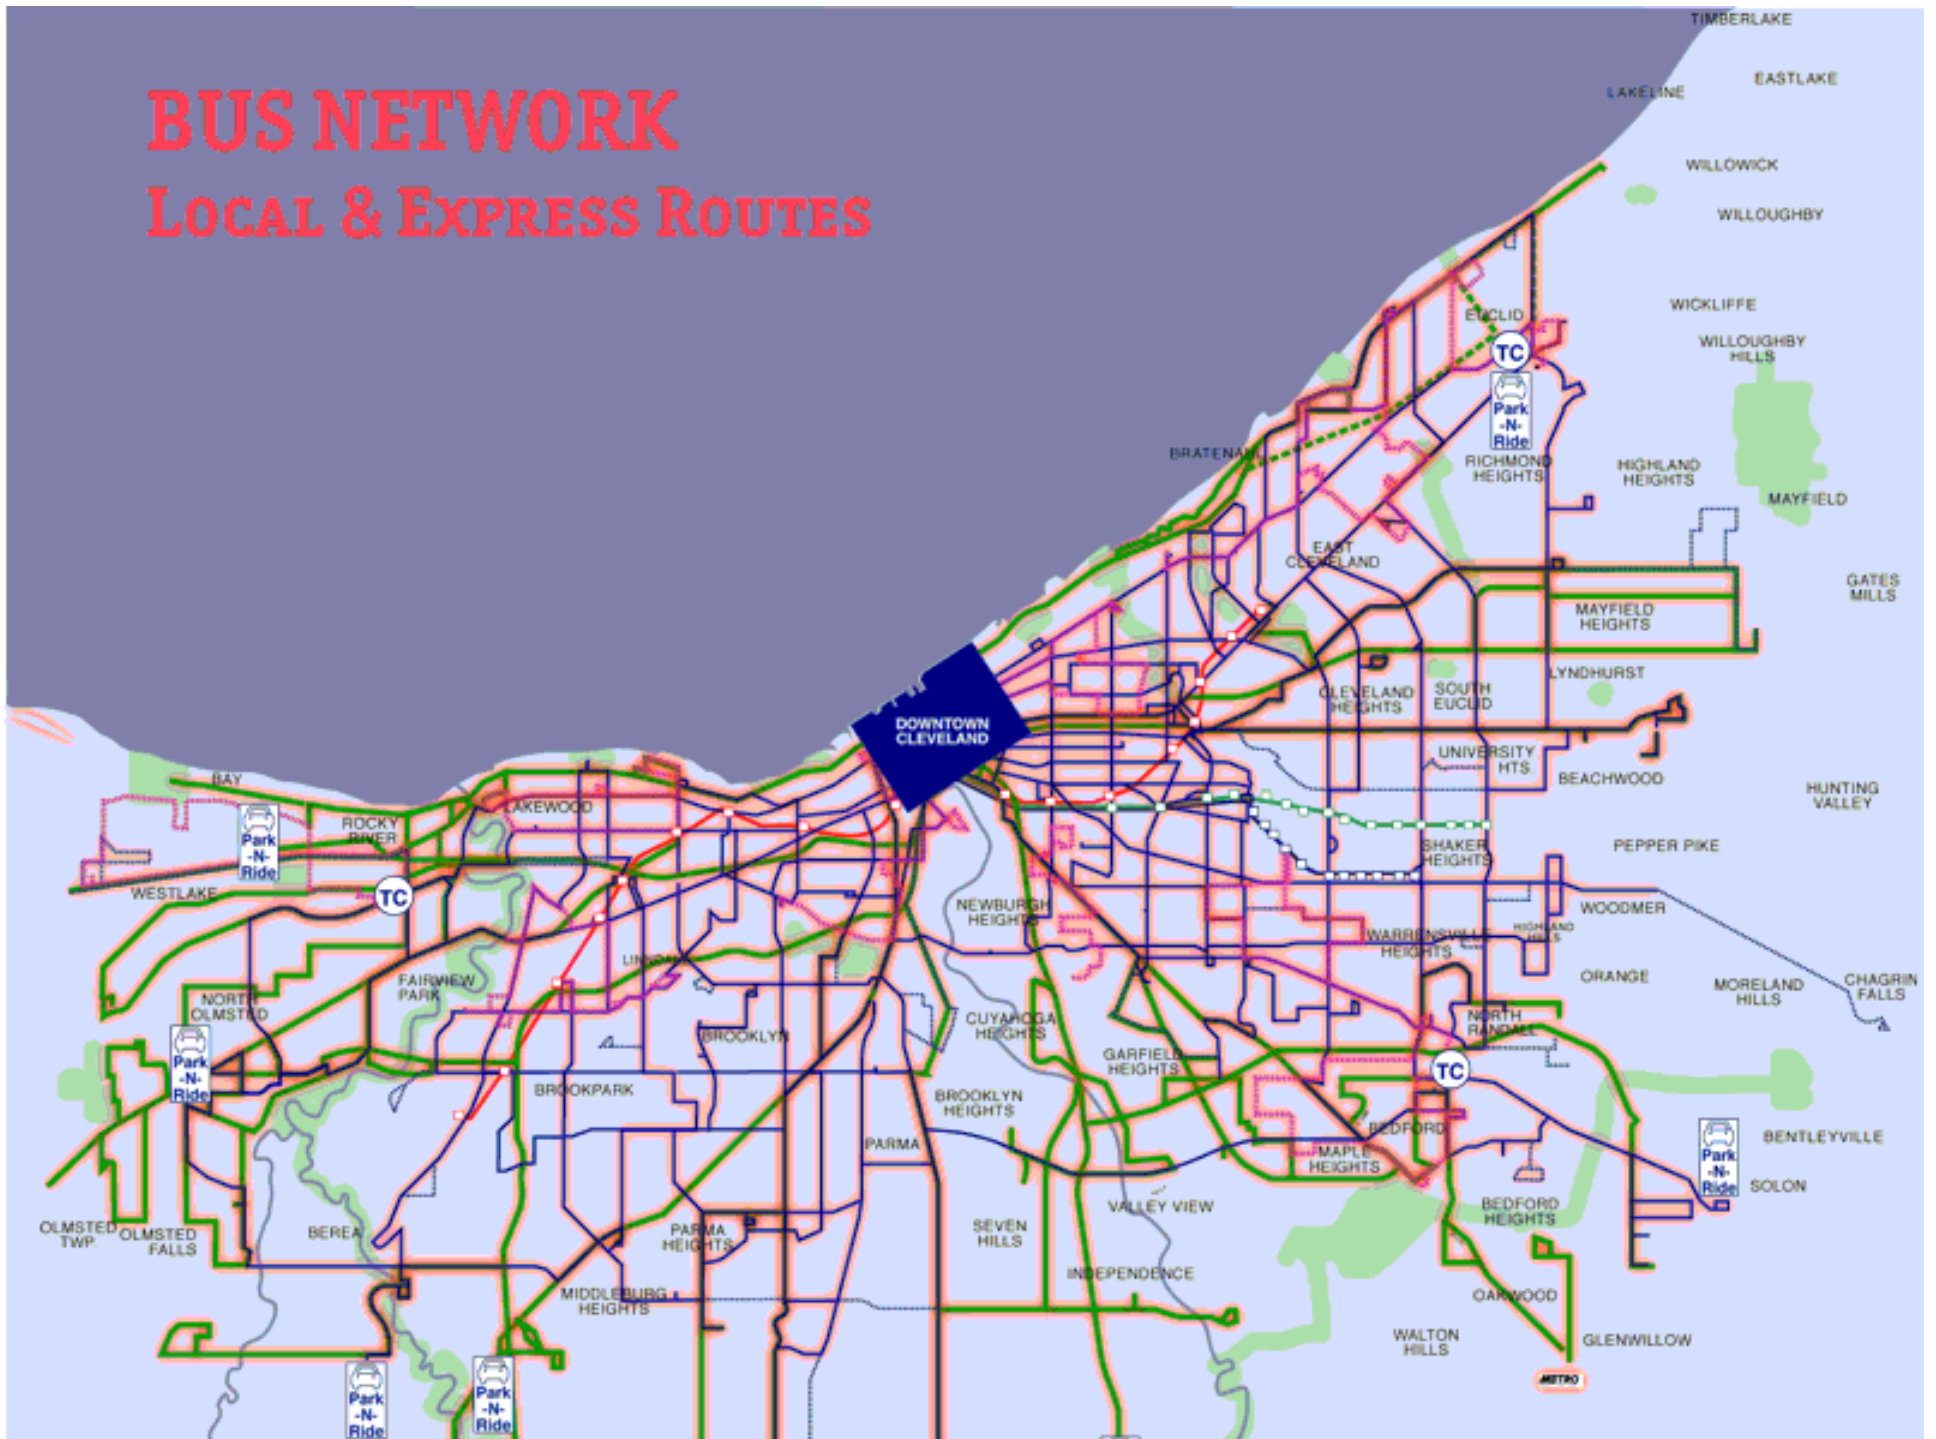 TIMBERLAKE
EASTLAKE
LAKELINE
BUS NETWORK
LOCAL & EXPRESS ROUTES
WILLOWICK
WILLOUGHBY
WICKLIFFE
EUCLID
WILLOUGHBY
HILLS
TC
Park
-N-
Ride
BRATENAHL
RICHMOND
HEIGHTS
HIGHLAND
HEIGHTS
MAYFIELD
EAST
CLEVELAND
GATES
MILLS
MAYFIELD
HEIGHTS
LYNDHURST
CLEVELAND
HEIGHTS
SOUTH
EUCLID
DOWNTOWN
CLEVELAND
UNIVERSITY
HTS.
BEACHWOOD
HUNTING
VALLEY
BAY
LAKEWOOD
ROCKY
RIVER
Park
-N-
Ride
SHAKER
HEIGHTS
PEPPER PIKE
WESTLAKE
TC
NEWBURGH
HEIGHTS
WOODMER
HIGHLAND
HILLS
WARRENSVILLE
HEIGHTS
LINNDALE
FAIRVIEW
PARK
ORANGE
MORELAND
HILLS
CHAGRIN
FALLS
NORTH
OLMSTED
Park
-N-
Ride
BROOKLYN
CUYAHOGA
HEIGHTS
NORTH
RANDALL
GARFIELD
HEIGHTS
TC
BROOKPARK
BROOKLYN
HEIGHTS
BEDFORD
PARMA
MAPLE
HEIGHTS
Park
-N-
Ride
BENTLEYVILLE
SOLON
VALLEY VIEW
BEDFORD
HEIGHTS
OLMSTED
TWP.
OLMSTED
FALLS
BEREA
PARMA
HEIGHTS
SEVEN
HILLS
INDEPENDENCE
MIDDLEBURG
HEIGHTS
OAKWOOD
WALTON
HILLS
GLENWILLOW
METRO
Park
-N-
Ride
Park
-N-
Ride